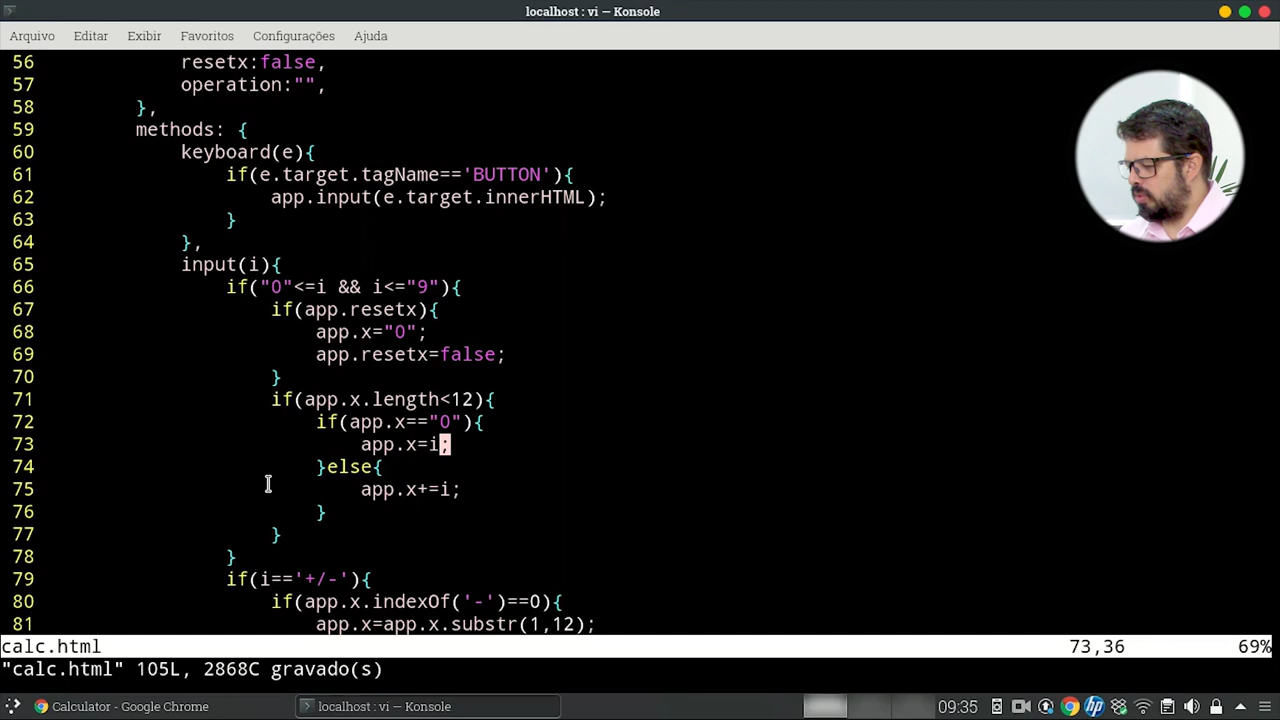 localhost : vi — Konsole
Arquivo Editar Exibir Favoritos Configurações Ajuda
56 resetx:false,
57 operation:"",
58 },
59 methods: {
60 keyboard(e){
61 if(e.target.tagName=='BUTTON'){
62 app.input(e.target.innerHTML);
63 }
64 },
65 input(i){
66 if("0"<=i && i<="9"){
67 if(app.resetx){
68 app.x="0";
69 app.resetx=false;
70 }
71 if(app.x.length<12){
72 if(app.x=="0"){
73 app.x=i;
74 }else{
75 app.x+=i;
76 }
77 }
78 }
79 if(i=='+/-'){
80 if(app.x.indexOf('-')==0){
81 app.x=app.x.substr(1,12);
calc.html 73,36 69%
"calc.html" 105L, 2868C gravado(s)
Calculator - Google Chrome localhost : vi — Konsole 09:35